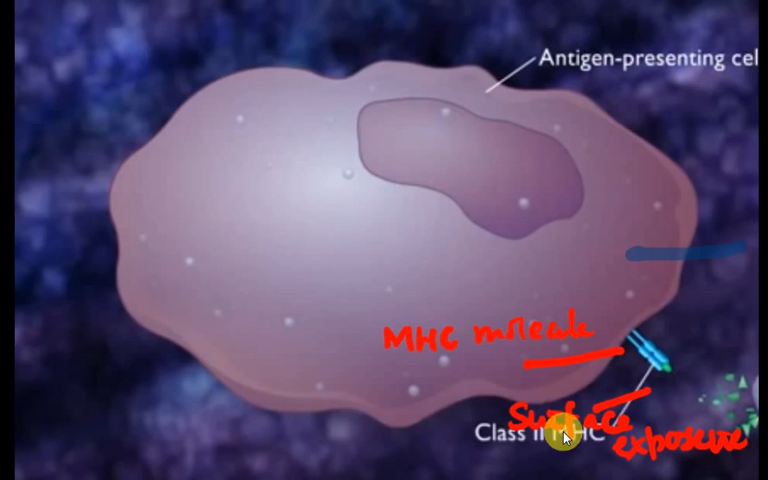 Antigen-presenting cel
MHC molecule
Surface
Class II MHC
exposure